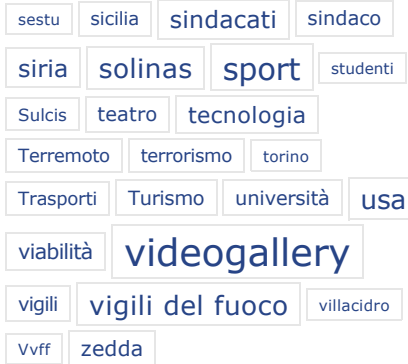 sestu sicilia sindacati sindaco
siria solinas sport studenti
Sulcis teatro tecnologia
Terremoto terrorismo torino
Trasporti Turismo università usa
viabilità videogallery
vigili vigili del fuoco villacidro
Vvff zedda